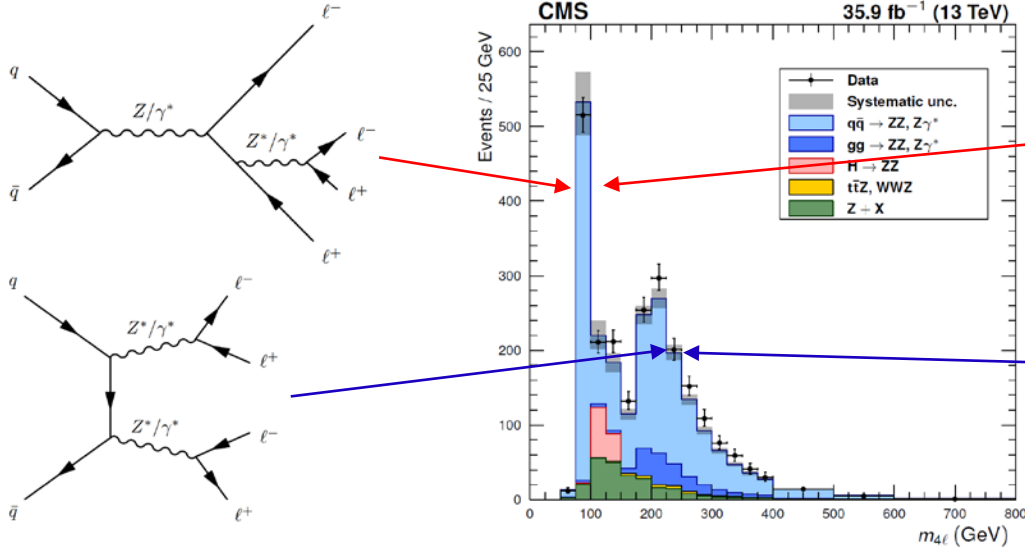 CMS 35.9 fb⁻¹ (13 TeV)
Events / 25 GeV
600
500
400
300
200
100
0
0 100 200 300 400 500 600 700 800
m₄ℓ (GeV)
Data
Systematic unc.
qq̄ → ZZ, Zγ*
gg → ZZ, Zγ*
H → ZZ
tt̄Z, WWZ
Z + X
q
q̄
Z/γ*
ℓ⁻
Z*/γ*
ℓ⁻
ℓ⁺
ℓ⁺
q
q̄
Z*/γ*
ℓ⁻
ℓ⁺
Z*/γ*
ℓ⁻
ℓ⁺